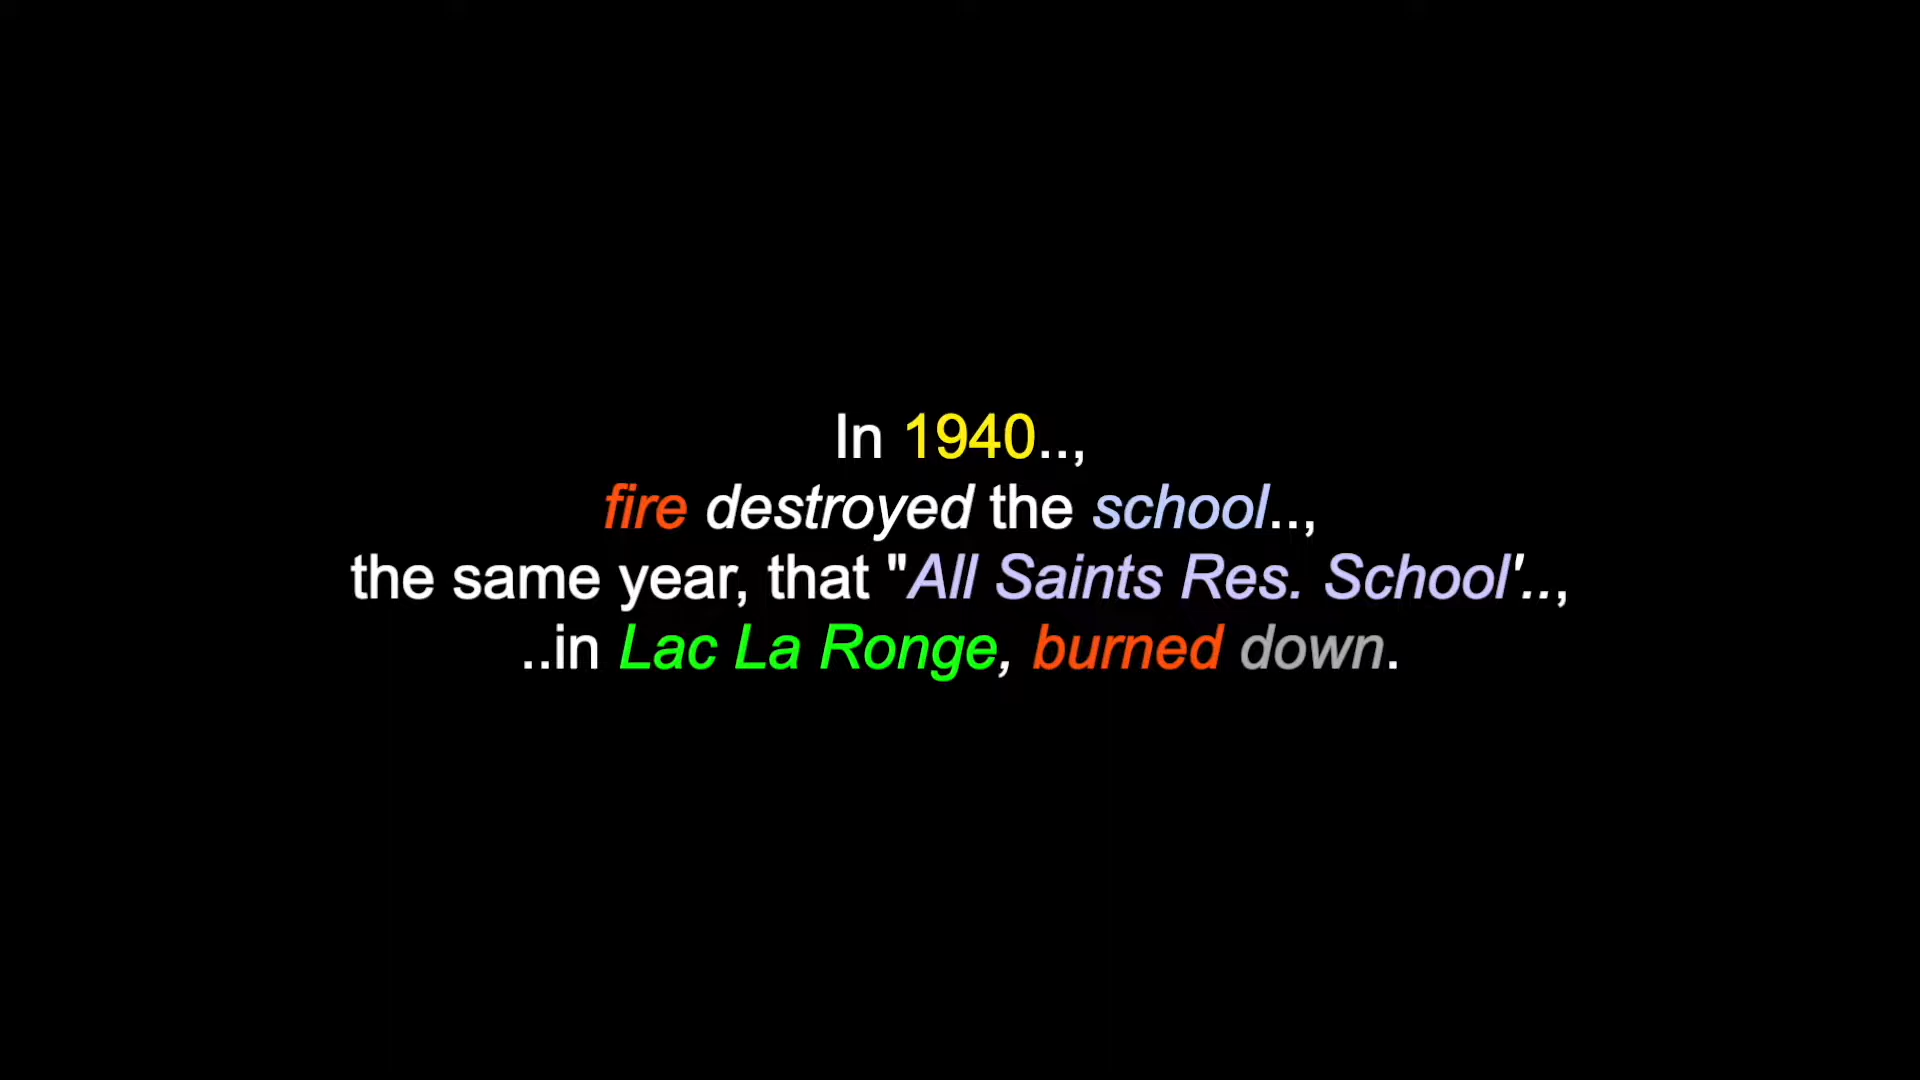 In 1940..,
fire destroyed the school..,
the same year, that "All Saints Res. School'..,
..in Lac La Ronge, burned down.